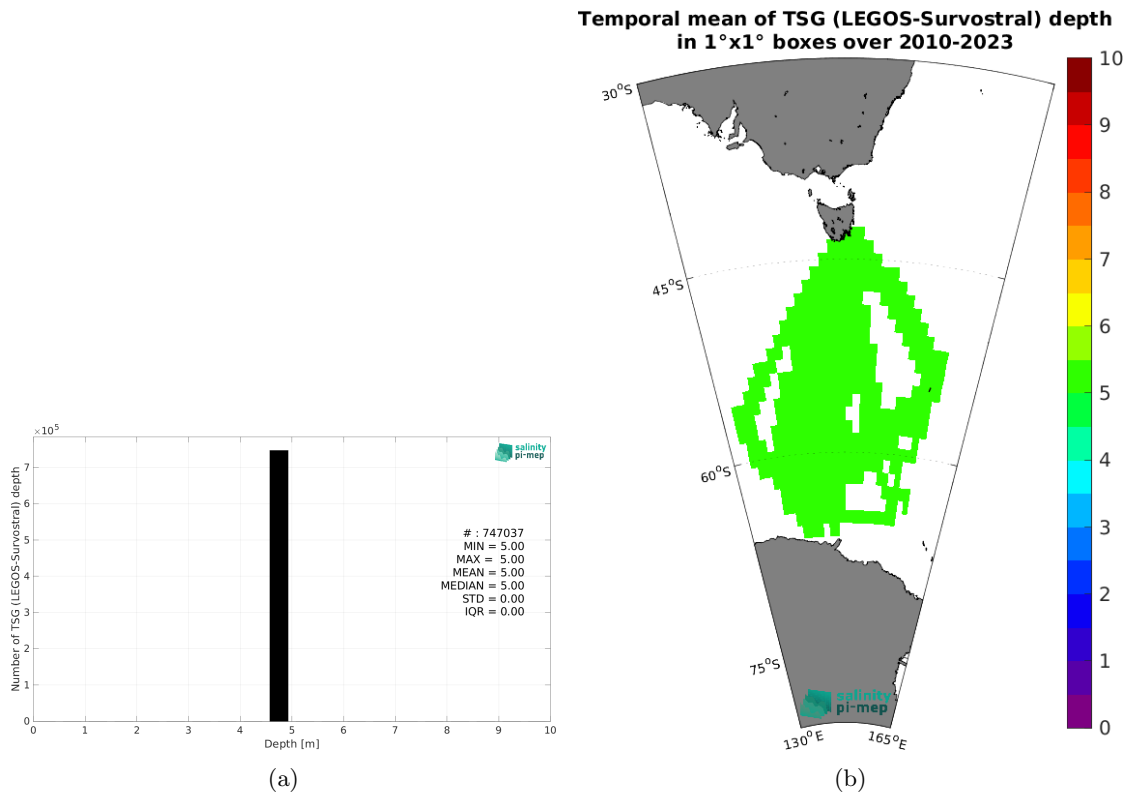 Temporal mean of TSG (LEGOS-Survostral) depth
in 1°x1° boxes over 2010-2023
×10⁵
7
6
5
4
3
2
1
0
Number of TSG (LEGOS-Survostral) depth
salinity
pi-mep
# : 747037
MIN = 5.00
MAX = 5.00
MEAN = 5.00
MEDIAN = 5.00
STD = 0.00
IQR = 0.00
0 1 2 3 4 5 6 7 8 9 10
Depth [m]
(a)
30°S
45°S
60°S
75°S
130°E
165°E
salinity
pi-mep
10
9
8
7
6
5
4
3
2
1
0
(b)